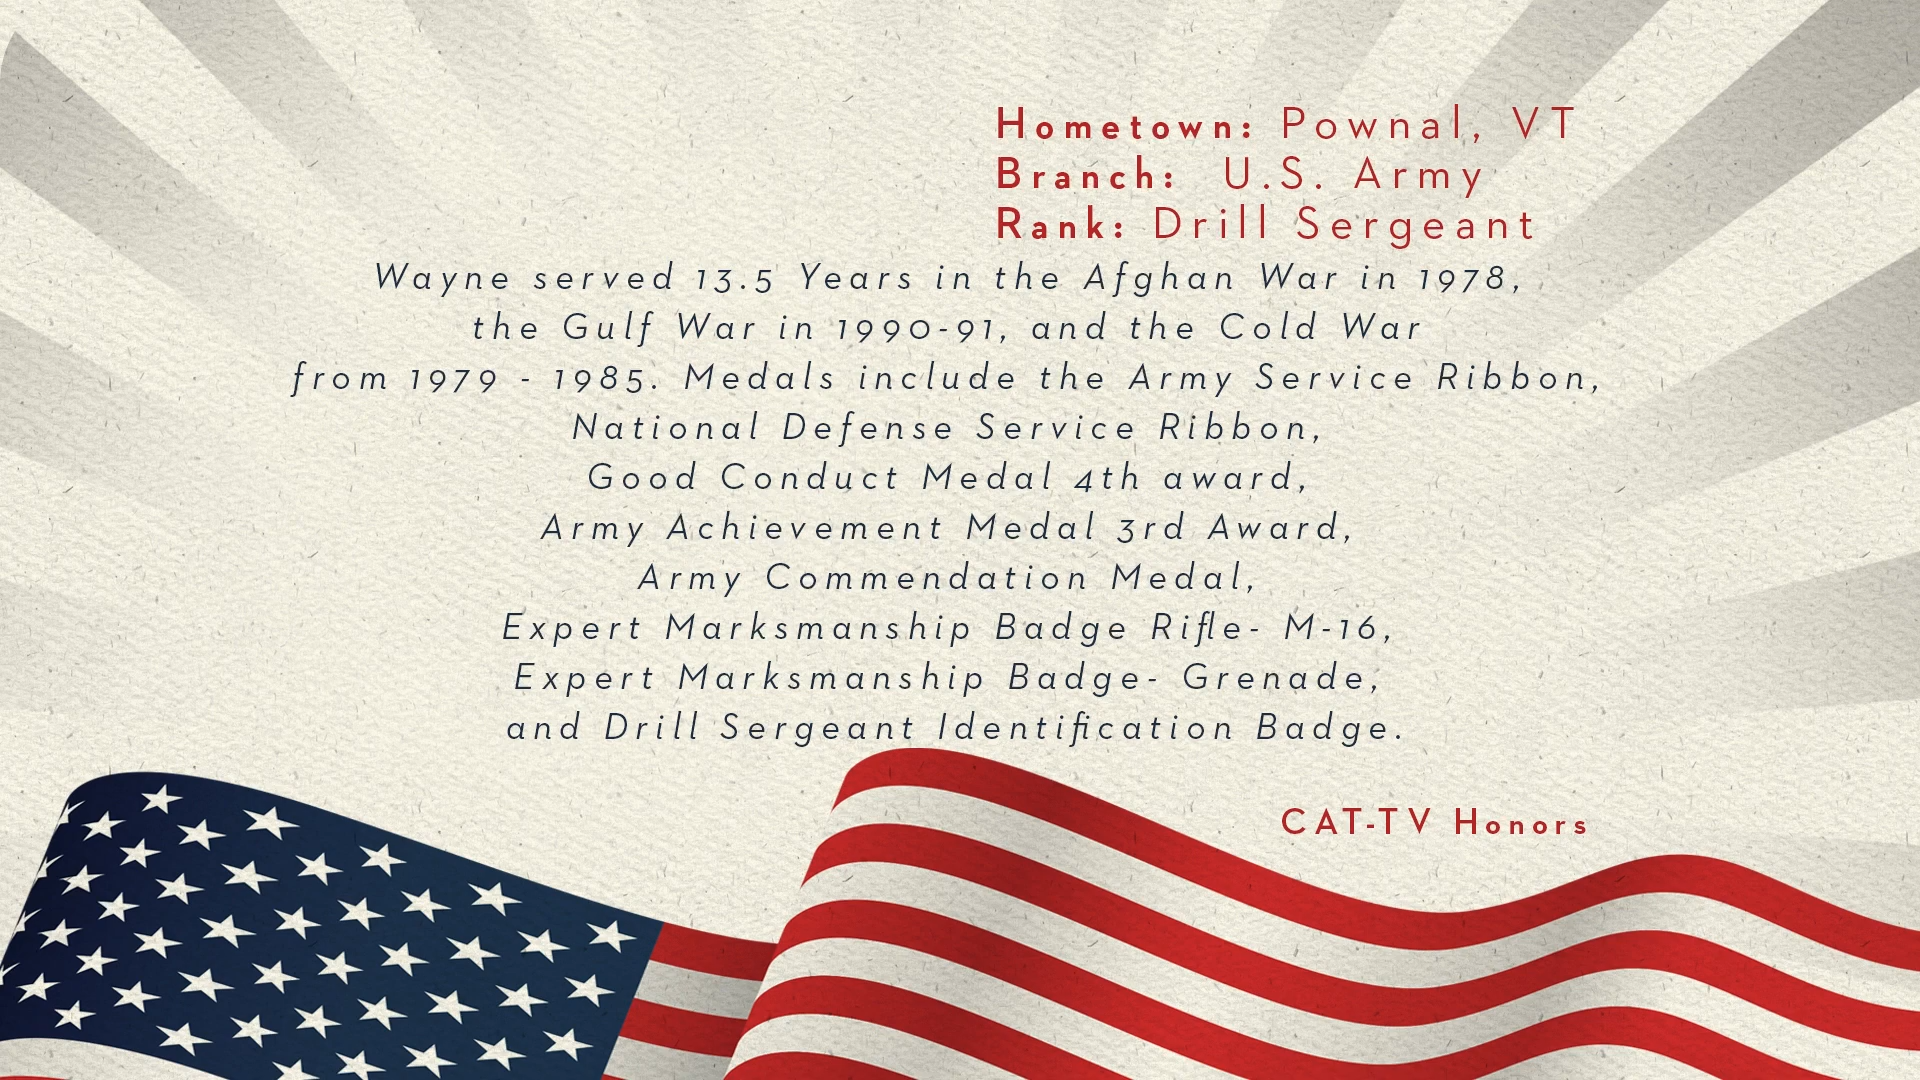 Hometown: Pownal, VT
Branch: U.S. Army
Rank: Drill Sergeant
Wayne served 13.5 Years in the Afghan War in 1978,
the Gulf War in 1990-91, and the Cold War
from 1979 - 1985. Medals include the Army Service Ribbon,
National Defense Service Ribbon,
Good Conduct Medal 4th award,
Army Achievement Medal 3rd Award,
Army Commendation Medal,
Expert Marksmanship Badge Rifle- M-16,
Expert Marksmanship Badge- Grenade,
and Drill Sergeant Identification Badge.
CAT-TV Honors